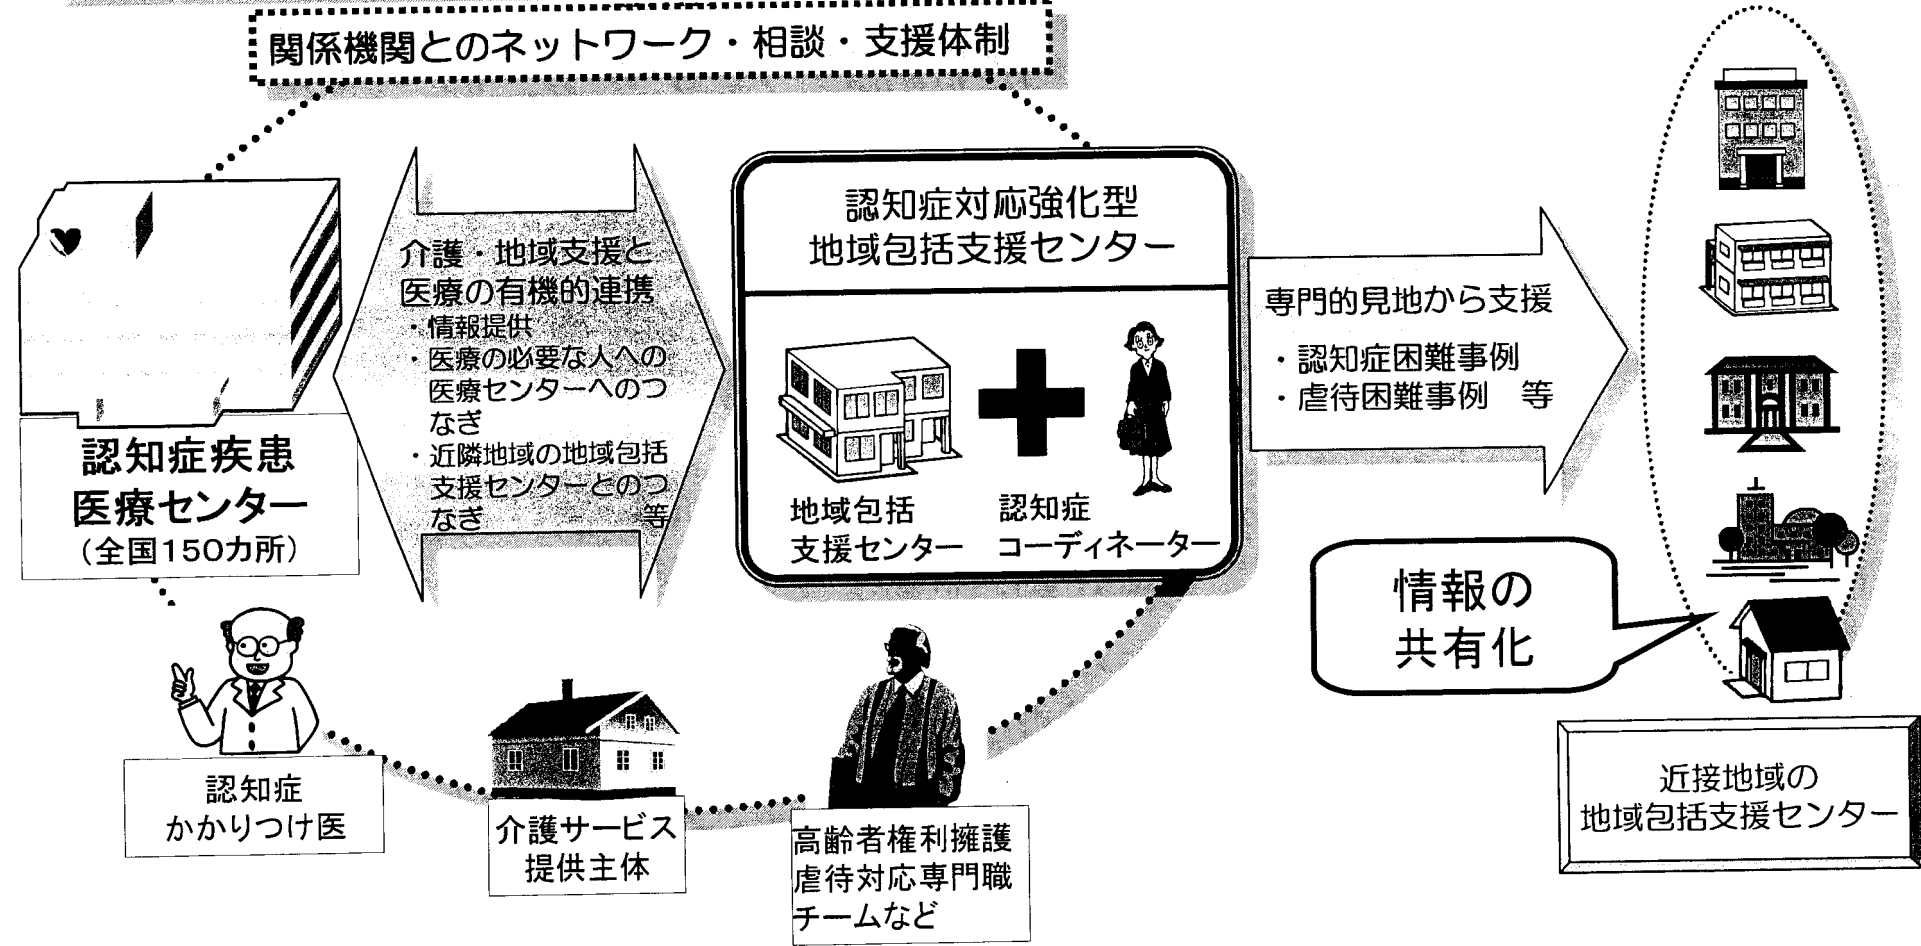 関係機関とのネットワーク・相談・支援体制
介護・地域支援と
医療の有機的連携
・情報提供
・医療の必要な人への
医療センターへのつ
なぎ
・近隣地域の地域包括
支援センターとのつ
なぎ 等
認知症疾患
医療センター
(全国150カ所)
認知症対応強化型
地域包括支援センター
地域包括
支援センター
認知症
コーディネーター
専門的見地から支援
・認知症困難事例
・虐待困難事例 等
情報の
共有化
認知症
かかりつけ医
介護サービス
提供主体
高齢者権利擁護
虐待対応専門職
チームなど
近接地域の
地域包括支援センター